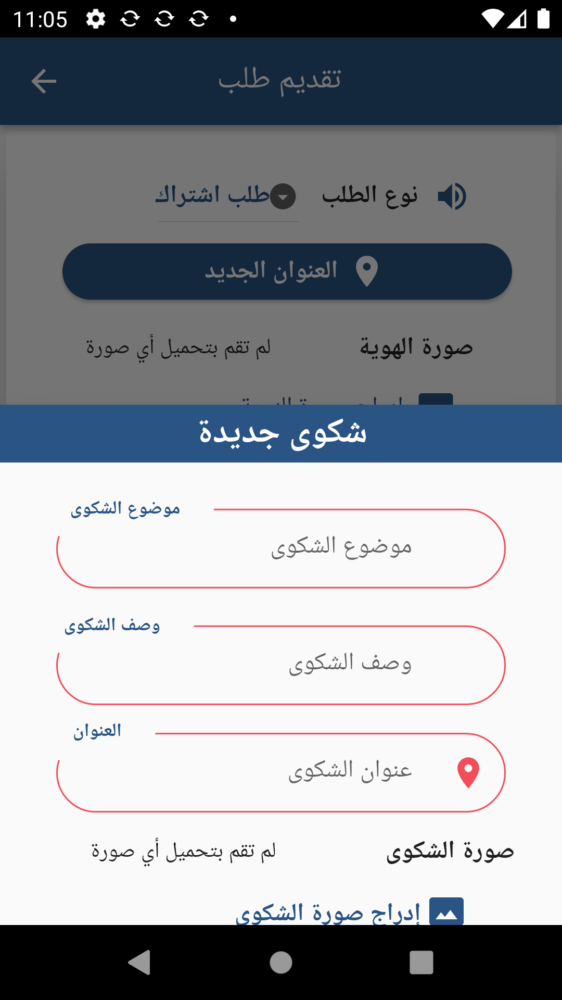 11:05
تقديم طلب
نوع الطلب طلب اشتراك
العنوان الجديد
صورة الهوية لم تقم بتحميل أي صورة
شكوى جديدة
موضوع الشكوى
موضوع الشكوى
وصف الشكوى
وصف الشكوى
العنوان
عنوان الشكوى
صورة الشكوى لم تقم بتحميل أي صورة
إدراج صورة الشكوى